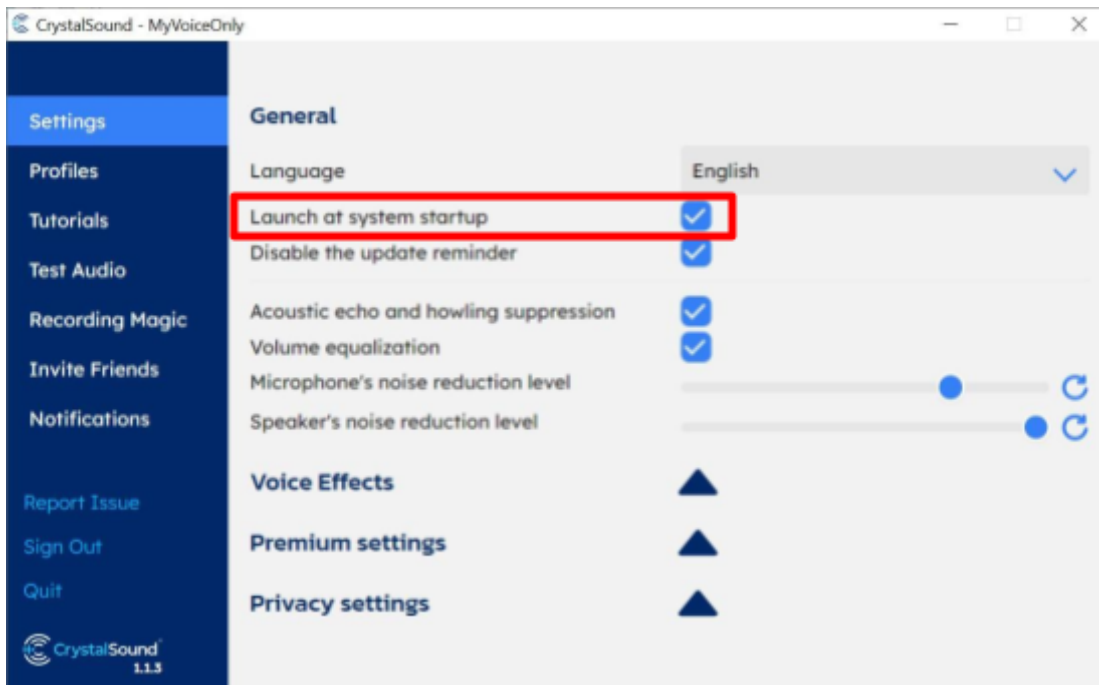 CrystalSound - MyVoiceOnly
Settings
Profiles
Tutorials
Test Audio
Recording Magic
Invite Friends
Notifications
Report Issue
Sign Out
Quit
CrystalSound
1.1.3
General
Language English
Launch at system startup
Disable the update reminder
Acoustic echo and howling suppression
Volume equalization
Microphone's noise reduction level
Speaker's noise reduction level
Voice Effects
Premium settings
Privacy settings